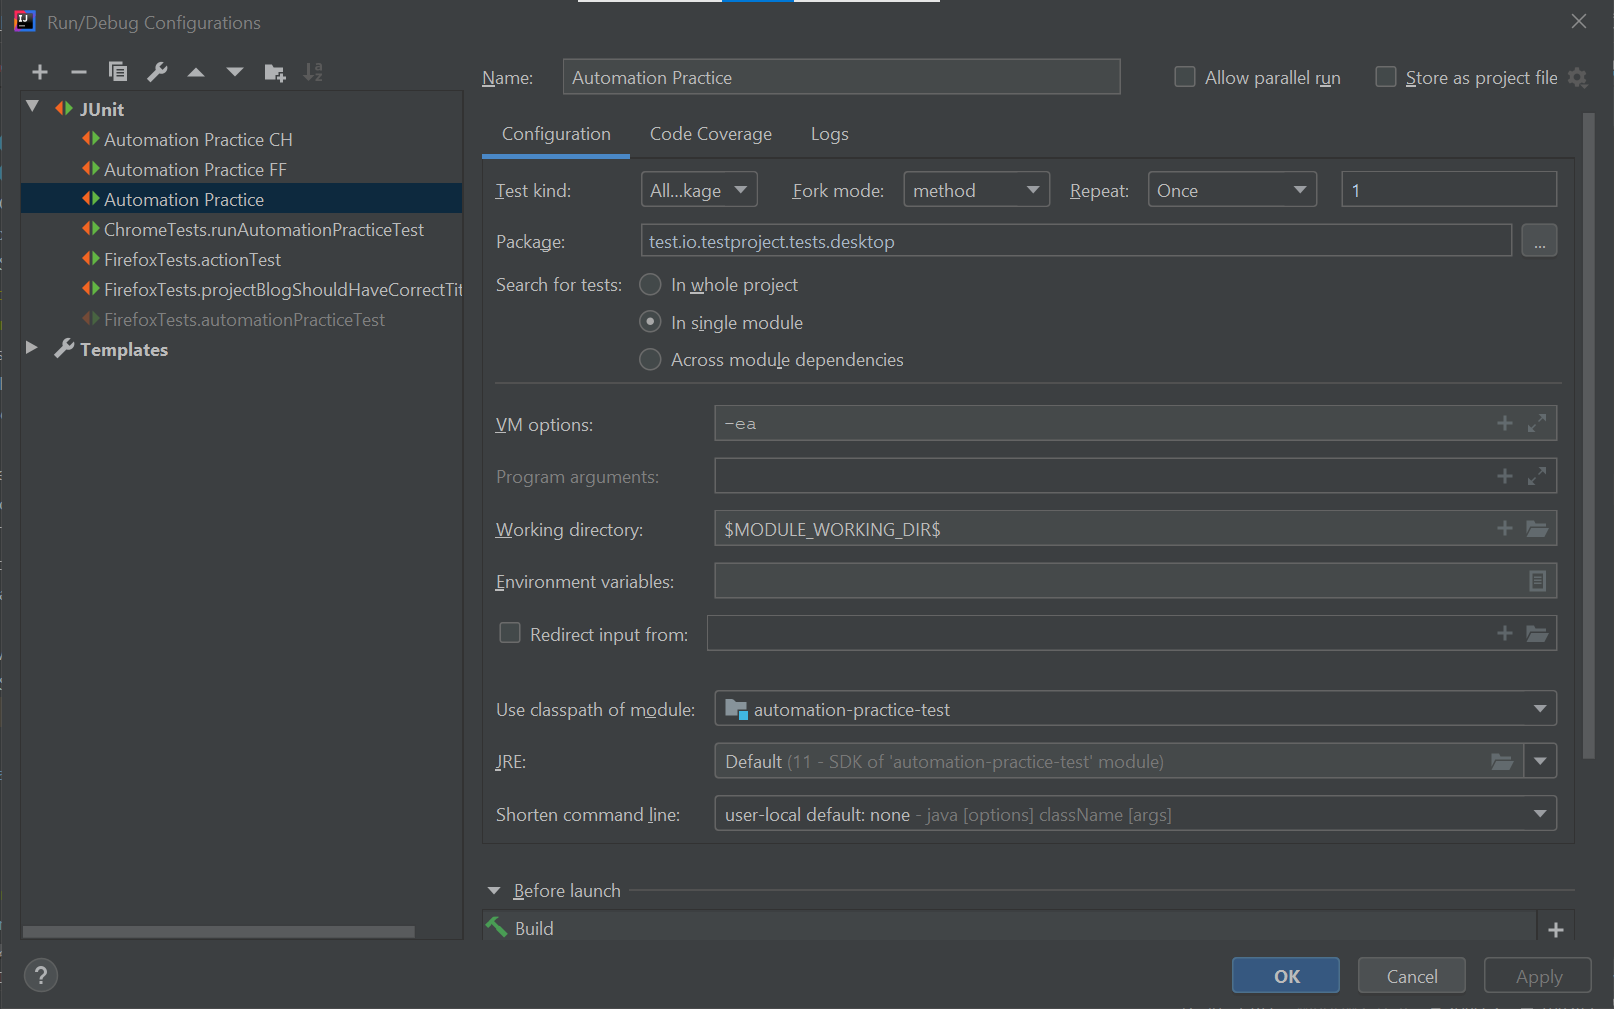 Run/Debug Configurations
Name: Automation Practice Allow parallel run Store as project file
JUnit
Automation Practice CH
Automation Practice FF
Automation Practice
ChromeTests.runAutomationPracticeTest
FirefoxTests.actionTest
FirefoxTests.projectBlogShouldHaveCorrectTit
FirefoxTests.automationPracticeTest
Templates
Configuration Code Coverage Logs
Test kind: All...kage Fork mode: method Repeat: Once 1
Package: test.io.testproject.tests.desktop ...
Search for tests: In whole project
In single module
Across module dependencies
VM options: -ea
Program arguments:
Working directory: $MODULE_WORKING_DIR$
Environment variables:
Redirect input from:
Use classpath of module: automation-practice-test
JRE: Default (11 - SDK of 'automation-practice-test' module)
Shorten command line: user-local default: none - java [options] className [args]
Before launch
Build
? OK Cancel Apply